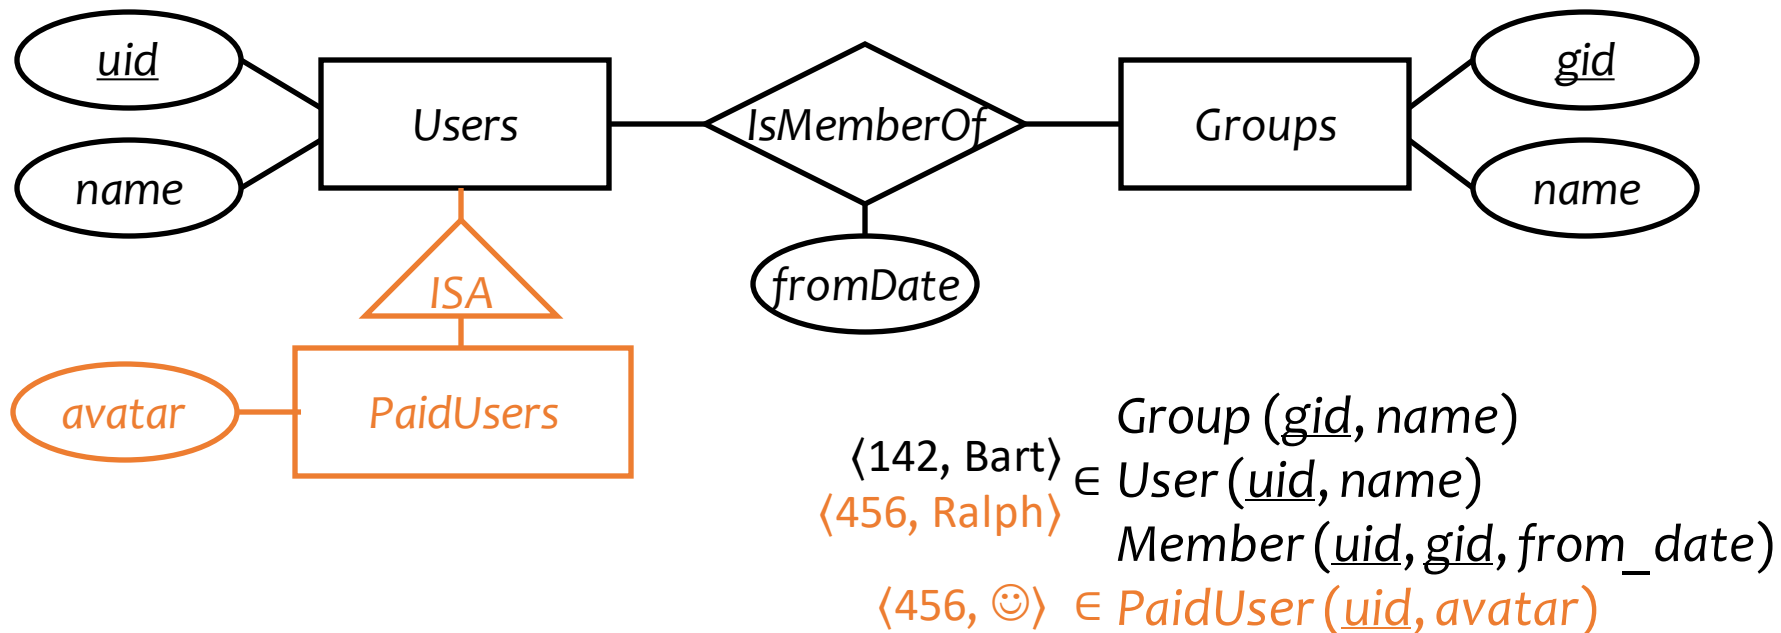 uid
name
Users
IsMemberOf
Groups
gid
name
fromDate
ISA
avatar
PaidUsers
Group (gid, name)
⟨142, Bart⟩
⟨456, Ralph⟩
∈ User (uid, name)
Member (uid, gid, from_date)
⟨456, ☺⟩ ∈ PaidUser (uid, avatar)